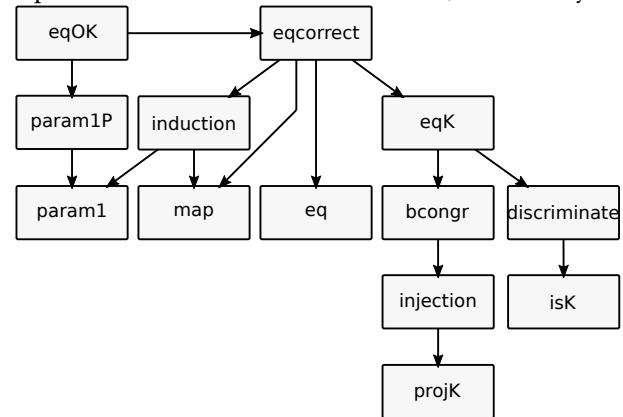 eqOK
eqcorrect
param1P
induction
eqK
param1
map
eq
bcongr
discriminate
injection
isK
projK